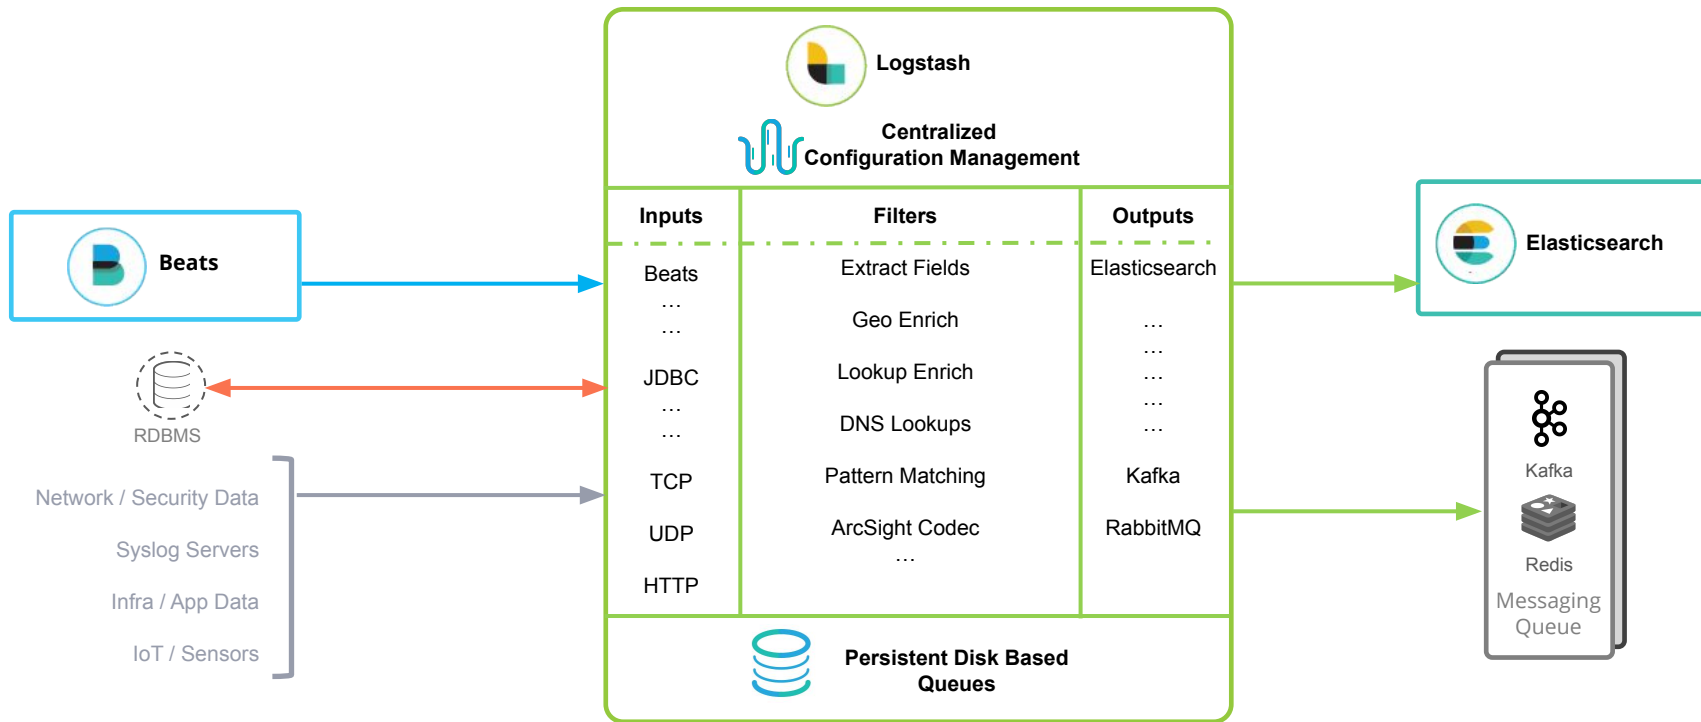 Logstash
Centralized
Configuration Management
Beats
RDBMS
Network / Security Data
Syslog Servers
Infra / App Data
IoT / Sensors
Inputs
Beats
…
…
JDBC
…
…
TCP
UDP
HTTP
Filters
Extract Fields
Geo Enrich
Lookup Enrich
DNS Lookups
Pattern Matching
ArcSight Codec
…
Outputs
Elasticsearch
…
…
…
…
…
Kafka
RabbitMQ
Persistent Disk Based
Queues
Elasticsearch
Kafka
Redis
Messaging
Queue